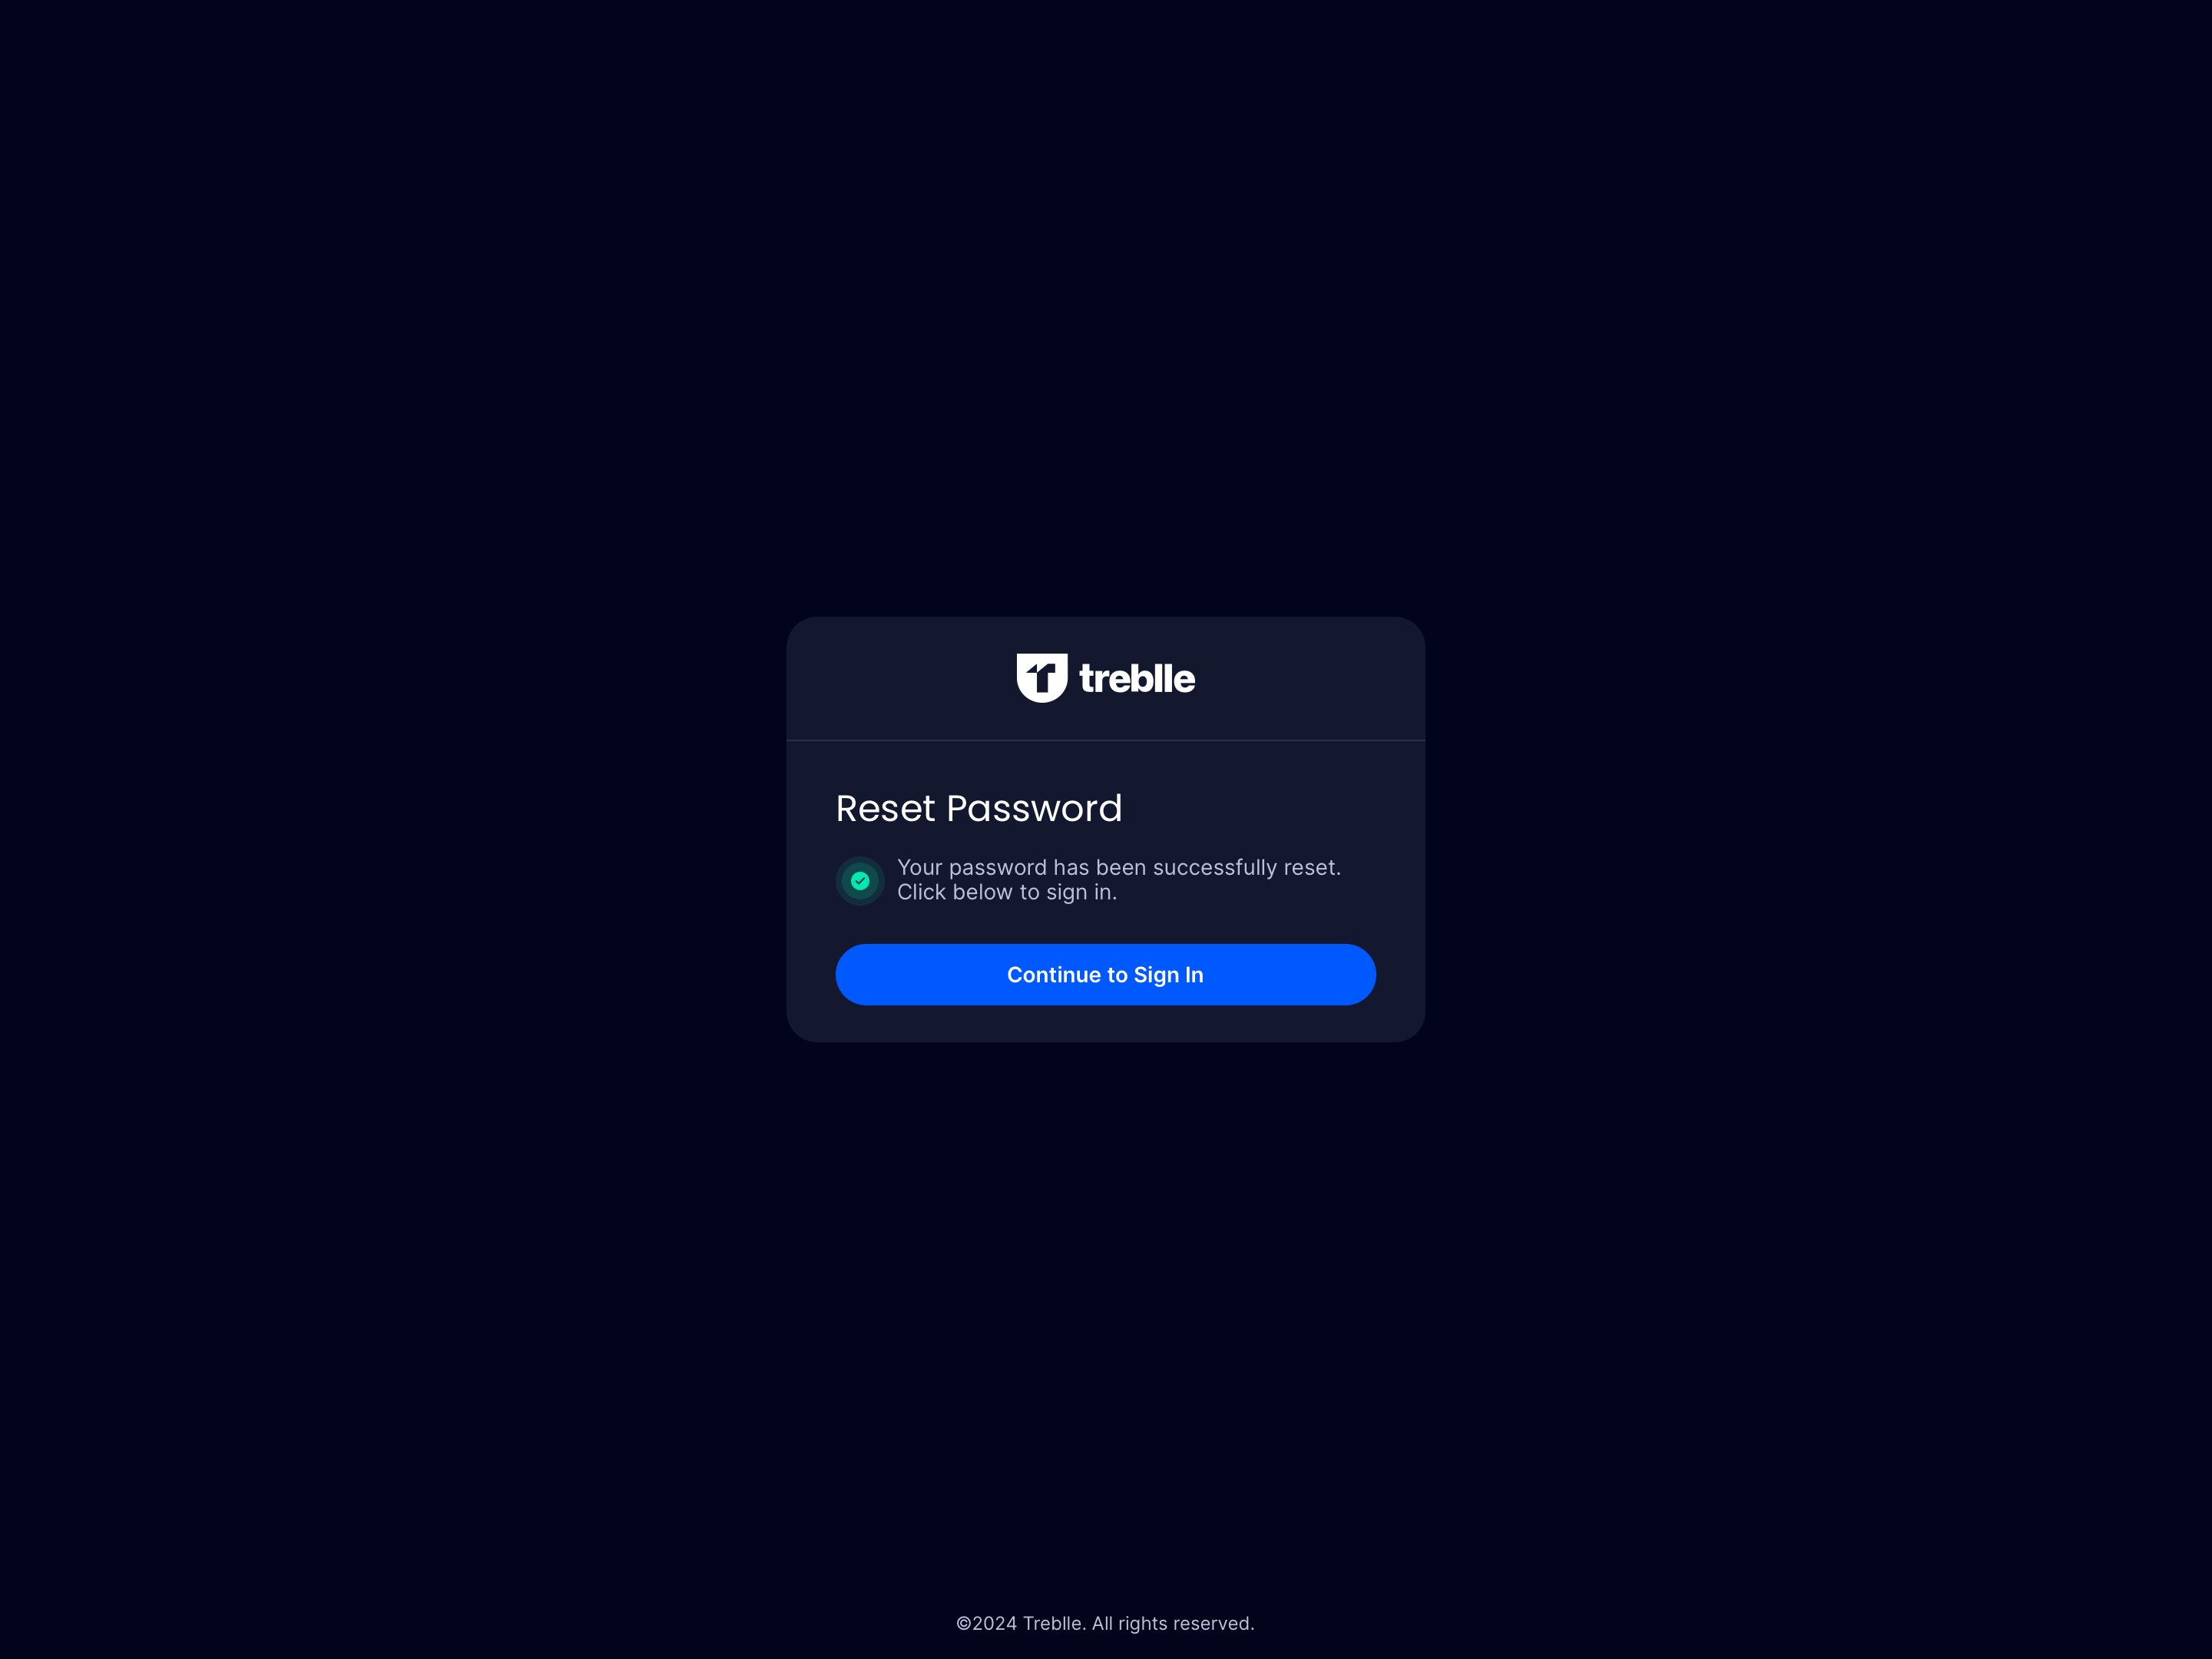 treblle
Reset Password
Your password has been successfully reset.
Click below to sign in.
Continue to Sign In
©2024 Treblle. All rights reserved.